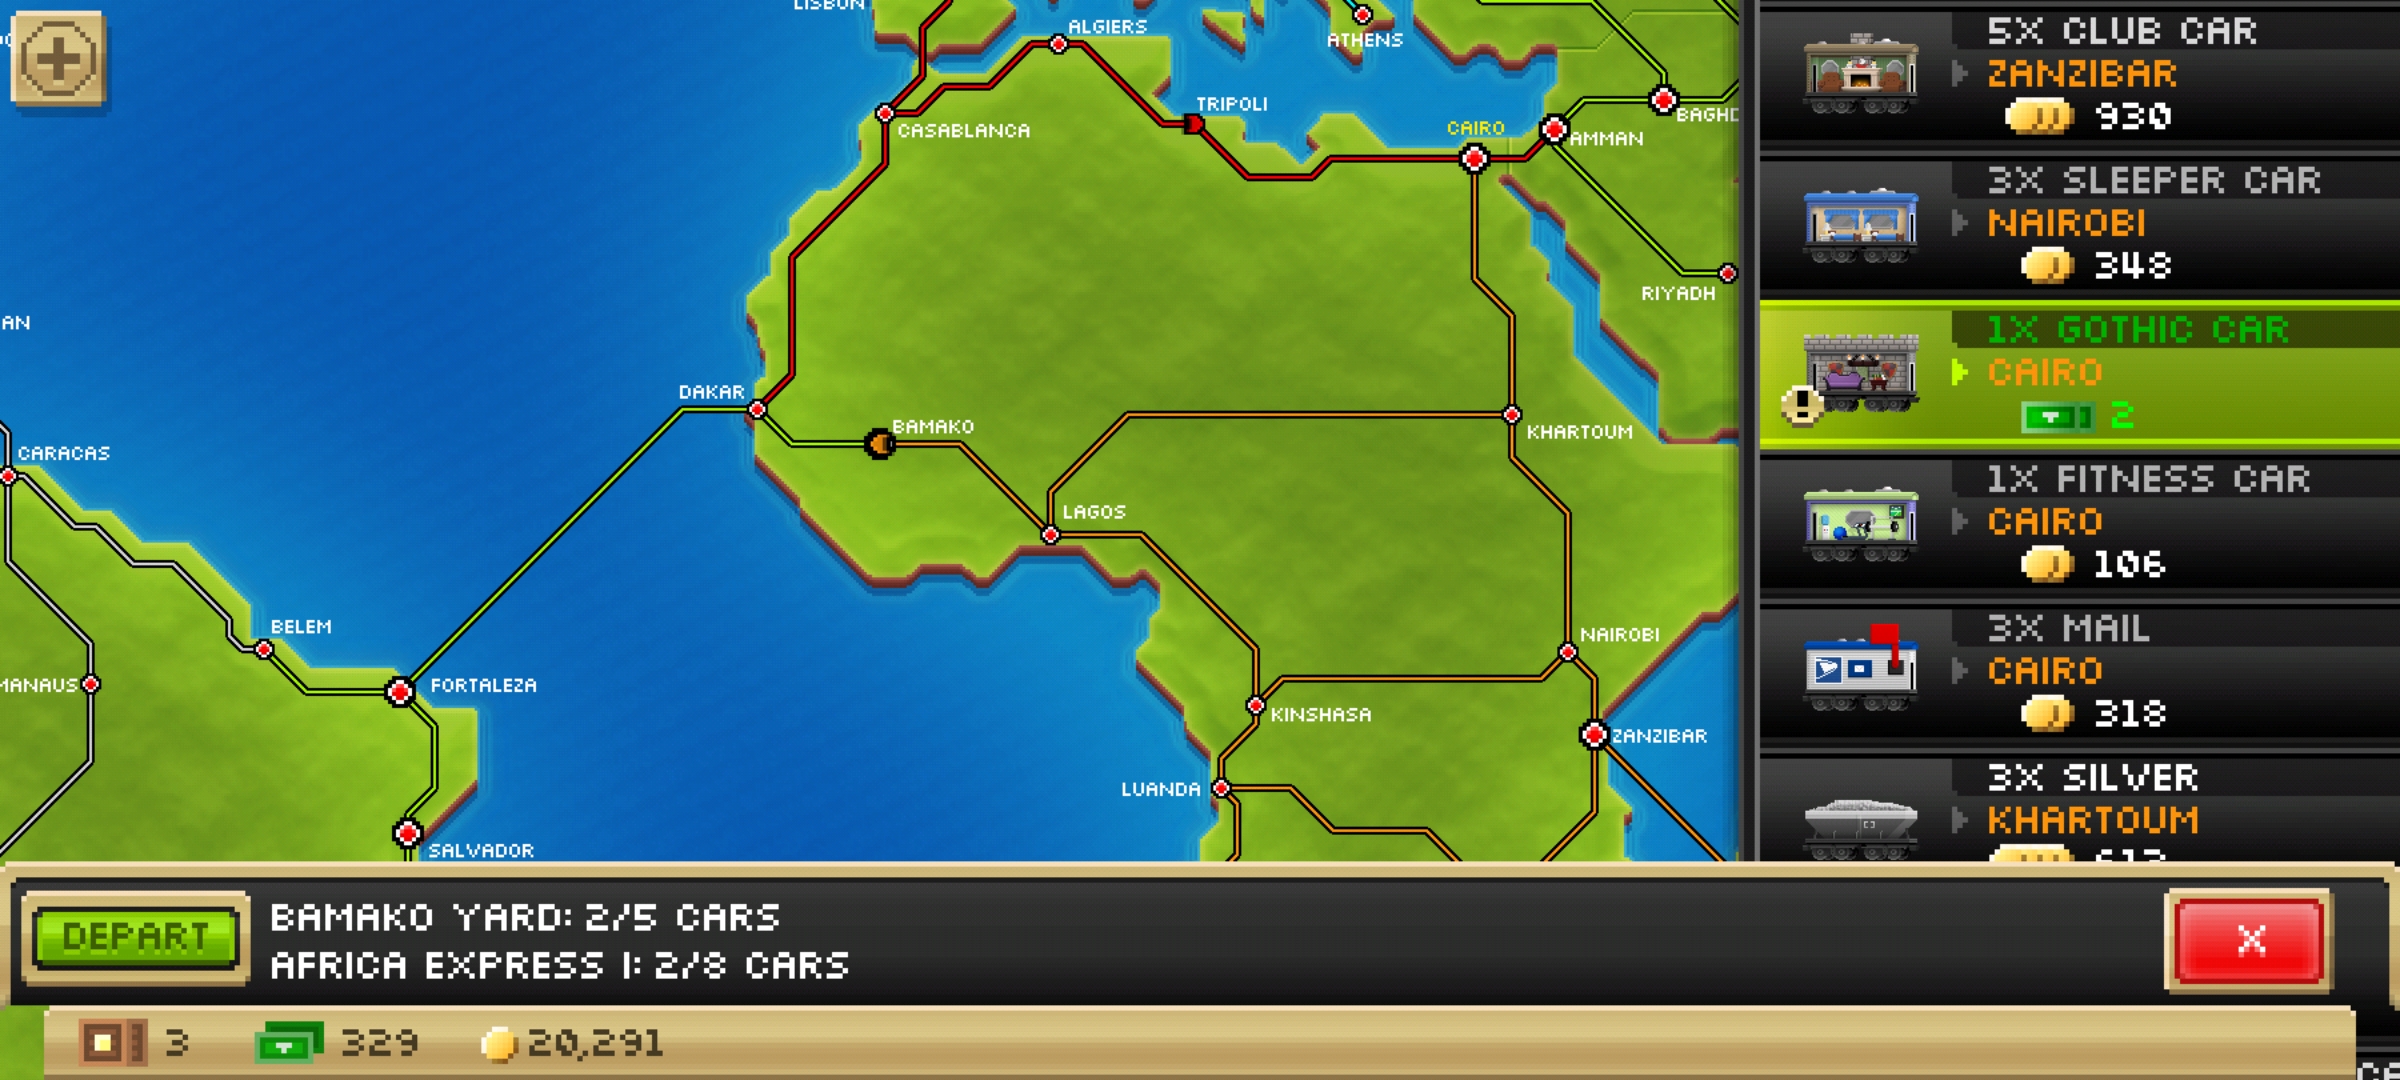 LISBON
ALGIERS
ATHENS
CASABLANCA
TRIPOLI
CAIRO
AMMAN
BAGHD
RIYADH
AN
DAKAR
BAMAKO
KHARTOUM
CARACAS
LAGOS
BELEM
NAIROBI
MANAUS
FORTALEZA
KINSHASA
ZANZIBAR
LUANDA
SALVADOR
5X CLUB CAR
ZANZIBAR
930
3X SLEEPER CAR
NAIROBI
348
1X GOTHIC CAR
CAIRO
2
1X FITNESS CAR
CAIRO
106
3X MAIL
CAIRO
318
3X SILVER
KHARTOUM
DEPART
BAMAKO YARD: 2/5 CARS
AFRICA EXPRESS I: 2/8 CARS
X
3
329
20,291